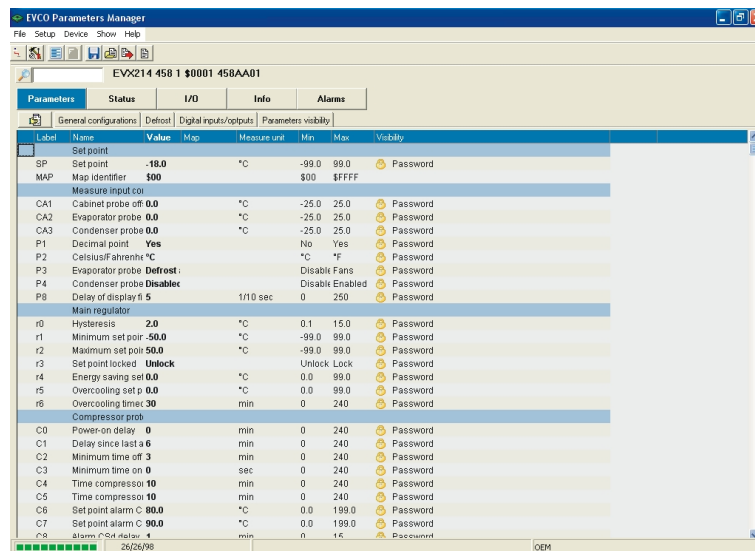 EVCO Parameters Manager
File Setup Device Show Help
EVX214 458 1 $0001 458AA01
Parameters Status I/O Info Alarms
General configurations Defrost Digital inputs/optputs Parameters visibility
Label Name Value Map Measure unit Min Max Visibility
Set point
SP Set point -18.0 °C -99.0 99.0 Password
MAP Map identifier $00 $00 $FFFF
Measure input coi
CA1 Cabinet probe off: 0.0 °C -25.0 25.0 Password
CA2 Evaporator probe 0.0 °C -25.0 25.0 Password
CA3 Condenser probe 0.0 °C -25.0 25.0 Password
P1 Decimal point Yes No Yes Password
P2 Celsius/Fahrenhe °C °C °F Password
P3 Evaporator probe Defrost a Disable Fans Password
P4 Condenser probe Disabled Disable Enabled Password
P8 Delay of display fi 5 1/10 sec 0 250 Password
Main regulator
r0 Hysteresis 2.0 °C 0.1 15.0 Password
r1 Minimum set poir -50.0 °C -99.0 99.0 Password
r2 Maximum set poir 50.0 °C -99.0 99.0 Password
r3 Set point locked Unlock Unlock Lock Password
r4 Energy saving set 0.0 °C 0.0 99.0 Password
r5 Overcooling set p 0.0 °C 0.0 99.0 Password
r6 Overcooling timec 30 min 0 240 Password
Compressor prote
C0 Power-on delay 0 min 0 240 Password
C1 Delay since last a 6 min 0 240 Password
C2 Minimum time off 3 min 0 240 Password
C3 Minimum time on 0 sec 0 240 Password
C4 Time compressor 10 min 0 240 Password
C5 Time compressor 10 min 0 240 Password
C6 Set point alarm C 80.0 °C 0.0 199.0 Password
C7 Set point alarm C 90.0 °C 0.0 199.0 Password
C8 Alarm CSd delay 1 min 0 15 Password
26/26/98 OEM